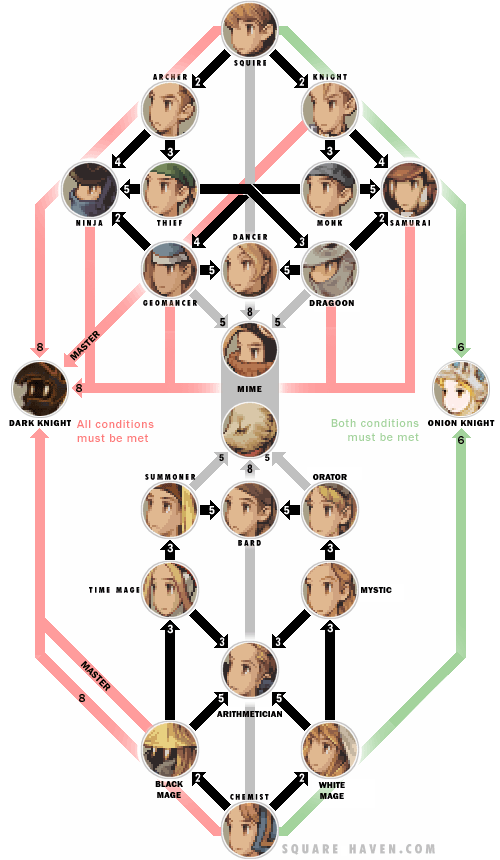 SQUIRE
ARCHER
2
2
KNIGHT
3
3
4
4
5
5
NINJA
THIEF
MONK
SAMURAI
2
2
4
DANCER
3
5
5
GEOMANCER
DRAGOON
5
8
5
8
MASTER
6
8
MIME
DARK KNIGHT
All conditions
must be met
Both conditions
must be met
ONION KNIGHT
6
5
8
5
SUMMONER
ORATOR
5
5
BARD
3
3
TIME MAGE
MYSTIC
3
3
3
3
MASTER
8
5
5
ARITHMETICIAN
BLACK
MAGE
2
2
WHITE
MAGE
CHEMIST
SQUARE HAVEN.COM